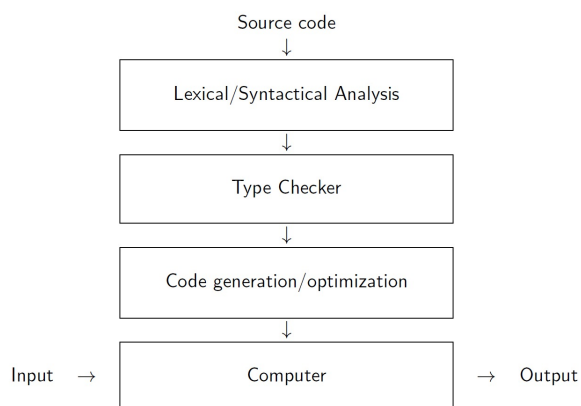 Source code
↓
Lexical/Syntactical Analysis
↓
Type Checker
↓
Code generation/optimization
↓
Input → Computer → Output